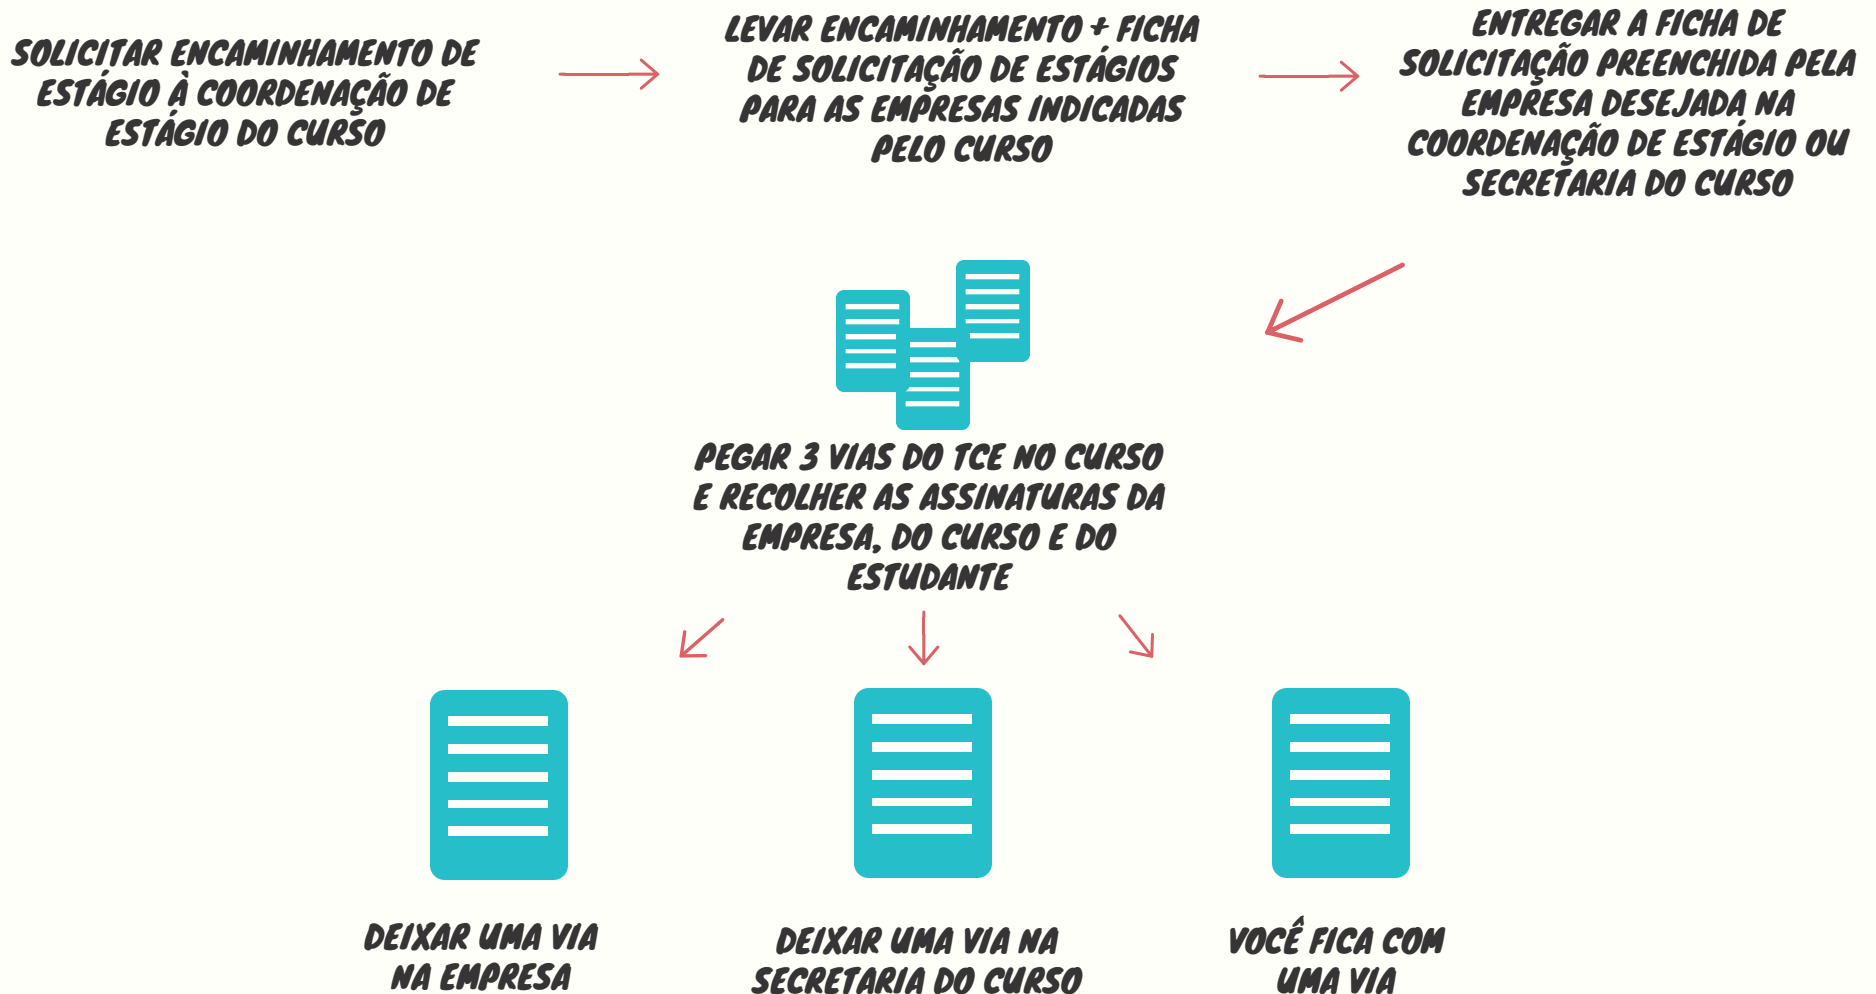 SOLICITAR ENCAMINHAMENTO DE
ESTÁGIO À COORDENAÇÃO DE
ESTÁGIO DO CURSO
LEVAR ENCAMINHAMENTO + FICHA
DE SOLICITAÇÃO DE ESTÁGIOS
PARA AS EMPRESAS INDICADAS
PELO CURSO
ENTREGAR A FICHA DE
SOLICITAÇÃO PREENCHIDA PELA
EMPRESA DESEJADA NA
COORDENAÇÃO DE ESTÁGIO OU
SECRETARIA DO CURSO
PEGAR 3 VIAS DO TCE NO CURSO
E RECOLHER AS ASSINATURAS DA
EMPRESA, DO CURSO E DO
ESTUDANTE
DEIXAR UMA VIA
NA EMPRESA
DEIXAR UMA VIA NA
SECRETARIA DO CURSO
VOCÊ FICA COM
UMA VIA